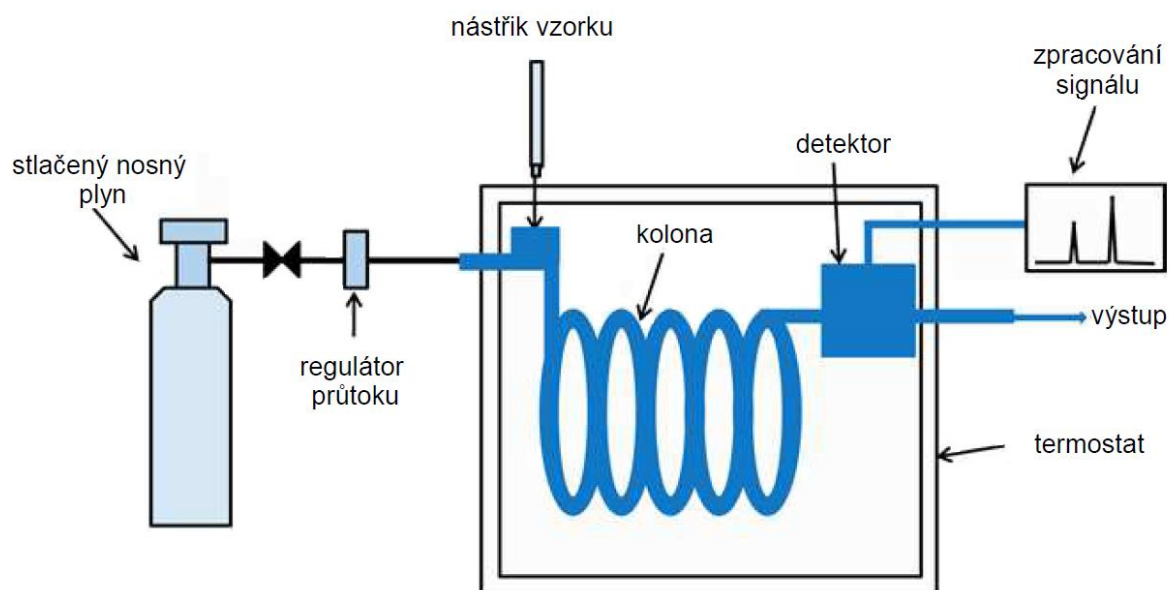 nástřik vzorku
zpracování
signálu
detektor
stlačený nosný
plyn
kolona
výstup
regulátor
průtoku
termostat